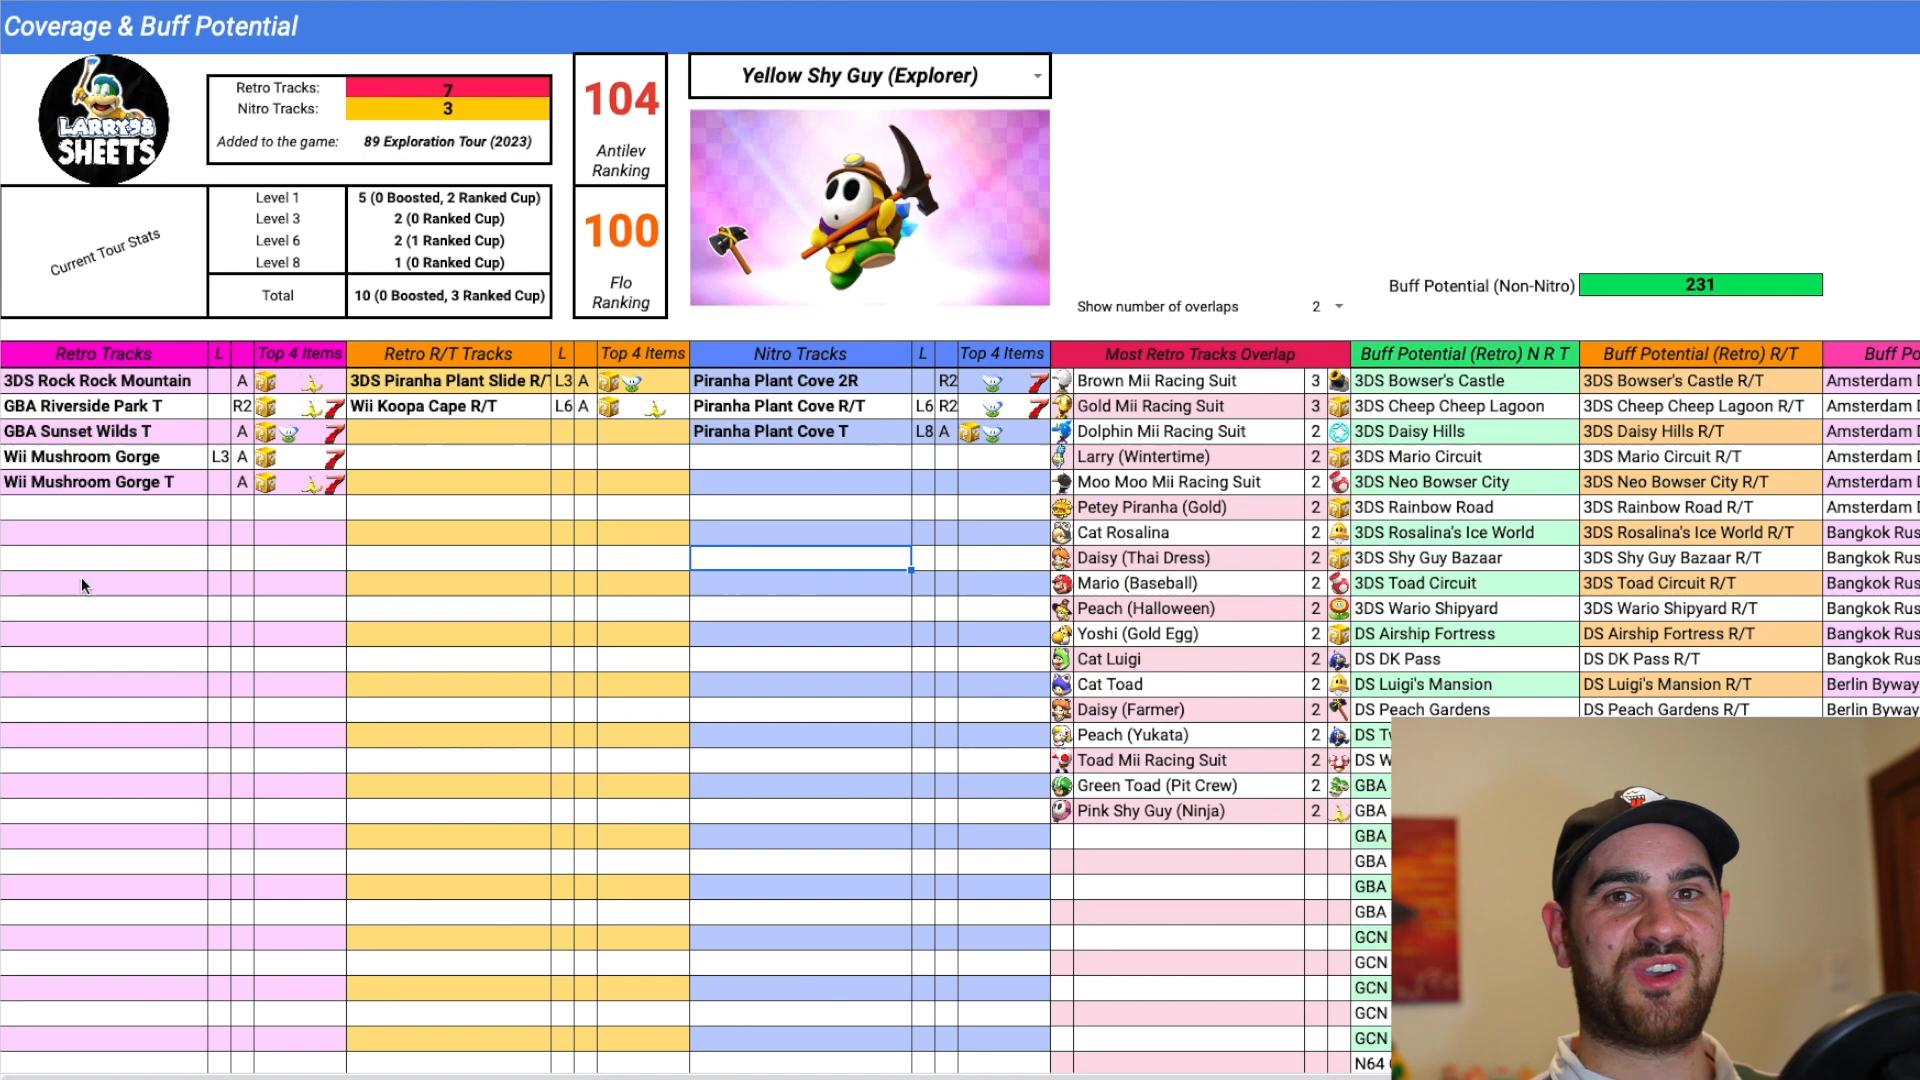 Coverage & Buff Potential
LARRY98
SHEETS
Retro Tracks: 7
Nitro Tracks: 3
Added to the game: 89 Exploration Tour (2023)
Current Tour Stats
Level 1 5 (0 Boosted, 2 Ranked Cup)
Level 3 2 (0 Ranked Cup)
Level 6 2 (1 Ranked Cup)
Level 8 1 (0 Ranked Cup)
Total 10 (0 Boosted, 3 Ranked Cup)
104
Antilev
Ranking
100
Flo
Ranking
Yellow Shy Guy (Explorer)
Buff Potential (Non-Nitro) 231
Show number of overlaps 2
Retro Tracks L Top 4 Items Retro R/T Tracks L Top 4 Items Nitro Tracks L Top 4 Items Most Retro Tracks Overlap Buff Potential (Retro) N R T Buff Potential (Retro) R/T Buff Po
3DS Rock Rock Mountain A 3DS Piranha Plant Slide R/T L3 A Piranha Plant Cove 2R R2 Brown Mii Racing Suit 3 3DS Bowser's Castle 3DS Bowser's Castle R/T Amsterdam D
GBA Riverside Park T R2 Wii Koopa Cape R/T L6 A Piranha Plant Cove R/T L6 R2 Gold Mii Racing Suit 3 3DS Cheep Cheep Lagoon 3DS Cheep Cheep Lagoon R/T Amsterdam D
GBA Sunset Wilds T A Piranha Plant Cove T L8 A Dolphin Mii Racing Suit 2 3DS Daisy Hills 3DS Daisy Hills R/T Amsterdam D
Wii Mushroom Gorge L3 A Larry (Wintertime) 2 3DS Mario Circuit 3DS Mario Circuit R/T Amsterdam D
Wii Mushroom Gorge T A Moo Moo Mii Racing Suit 2 3DS Neo Bowser City 3DS Neo Bowser City R/T Amsterdam D
Petey Piranha (Gold) 2 3DS Rainbow Road 3DS Rainbow Road R/T Amsterdam D
Cat Rosalina 2 3DS Rosalina's Ice World 3DS Rosalina's Ice World R/T Bangkok Rus
Daisy (Thai Dress) 2 3DS Shy Guy Bazaar 3DS Shy Guy Bazaar R/T Bangkok Rus
Mario (Baseball) 2 3DS Toad Circuit 3DS Toad Circuit R/T Bangkok Rus
Peach (Halloween) 2 3DS Wario Shipyard 3DS Wario Shipyard R/T Bangkok Rus
Yoshi (Gold Egg) 2 DS Airship Fortress DS Airship Fortress R/T Bangkok Rus
Cat Luigi 2 DS DK Pass DS DK Pass R/T Bangkok Rus
Cat Toad 2 DS Luigi's Mansion DS Luigi's Mansion R/T Berlin Byway
Daisy (Farmer) 2 DS Peach Gardens DS Peach Gardens R/T Berlin Byway
Peach (Yukata) 2 DS
Toad Mii Racing Suit 2 DS W
Green Toad (Pit Crew) 2 GBA
Pink Shy Guy (Ninja) 2 GBA
GBA
GBA
GBA
GBA
GCN
GCN
GCN
GCN
GCN
N64